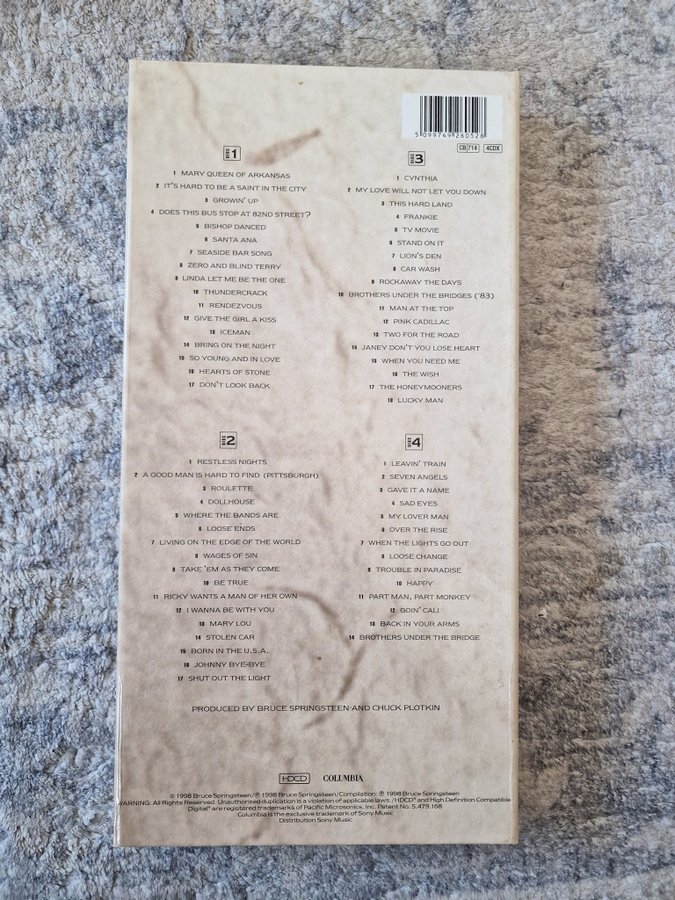 5 099749 260528
CB 714 4CDX
DISC 1
1 MARY QUEEN OF ARKANSAS
2 IT'S HARD TO BE A SAINT IN THE CITY
3 GROWIN' UP
4 DOES THIS BUS STOP AT 82ND STREET?
5 BISHOP DANCED
6 SANTA ANA
7 SEASIDE BAR SONG
8 ZERO AND BLIND TERRY
9 LINDA LET ME BE THE ONE
10 THUNDERCRACK
11 RENDEZVOUS
12 GIVE THE GIRL A KISS
13 ICEMAN
14 BRING ON THE NIGHT
15 SO YOUNG AND IN LOVE
16 HEARTS OF STONE
17 DON'T LOOK BACK
DISC 3
1 CYNTHIA
2 MY LOVE WILL NOT LET YOU DOWN
3 THIS HARD LAND
4 FRANKIE
5 TV MOVIE
6 STAND ON IT
7 LION'S DEN
8 CAR WASH
9 ROCKAWAY THE DAYS
10 BROTHERS UNDER THE BRIDGES ('83)
11 MAN AT THE TOP
12 PINK CADILLAC
13 TWO FOR THE ROAD
14 JANEY DON'T YOU LOSE HEART
15 WHEN YOU NEED ME
16 THE WISH
17 THE HONEYMOONERS
18 LUCKY MAN
DISC 2
1 RESTLESS NIGHTS
2 A GOOD MAN IS HARD TO FIND (PITTSBURGH)
3 ROULETTE
4 DOLLHOUSE
5 WHERE THE BANDS ARE
6 LOOSE ENDS
7 LIVING ON THE EDGE OF THE WORLD
8 WAGES OF SIN
9 TAKE 'EM AS THEY COME
10 BE TRUE
11 RICKY WANTS A MAN OF HER OWN
12 I WANNA BE WITH YOU
13 MARY LOU
14 STOLEN CAR
15 BORN IN THE U.S.A.
16 JOHNNY BYE-BYE
17 SHUT OUT THE LIGHT
DISC 4
1 LEAVIN' TRAIN
2 SEVEN ANGELS
3 GAVE IT A NAME
4 SAD EYES
5 MY LOVER MAN
6 OVER THE RISE
7 WHEN THE LIGHTS GO OUT
8 LOOSE CHANGE
9 TROUBLE IN PARADISE
10 HAPPY
11 PART MAN, PART MONKEY
12 GOIN' CALI
13 BACK IN YOUR ARMS
14 BROTHERS UNDER THE BRIDGE
PRODUCED BY BRUCE SPRINGSTEEN AND CHUCK PLOTKIN
HDCD COLUMBIA
© 1998 Bruce Springsteen/℗ 1998 Bruce Springsteen/Compilation: ℗ 1998 Bruce Springsteen
WARNING: All Rights Reserved. Unauthorized duplication is a violation of applicable laws. /HDCD® and High Definition Compatible
Digital® are registered trademarks of Pacific Microsonics, Inc. Patent No. 5,479,168
Columbia is the exclusive trademark of Sony Music
Distribution Sony Music